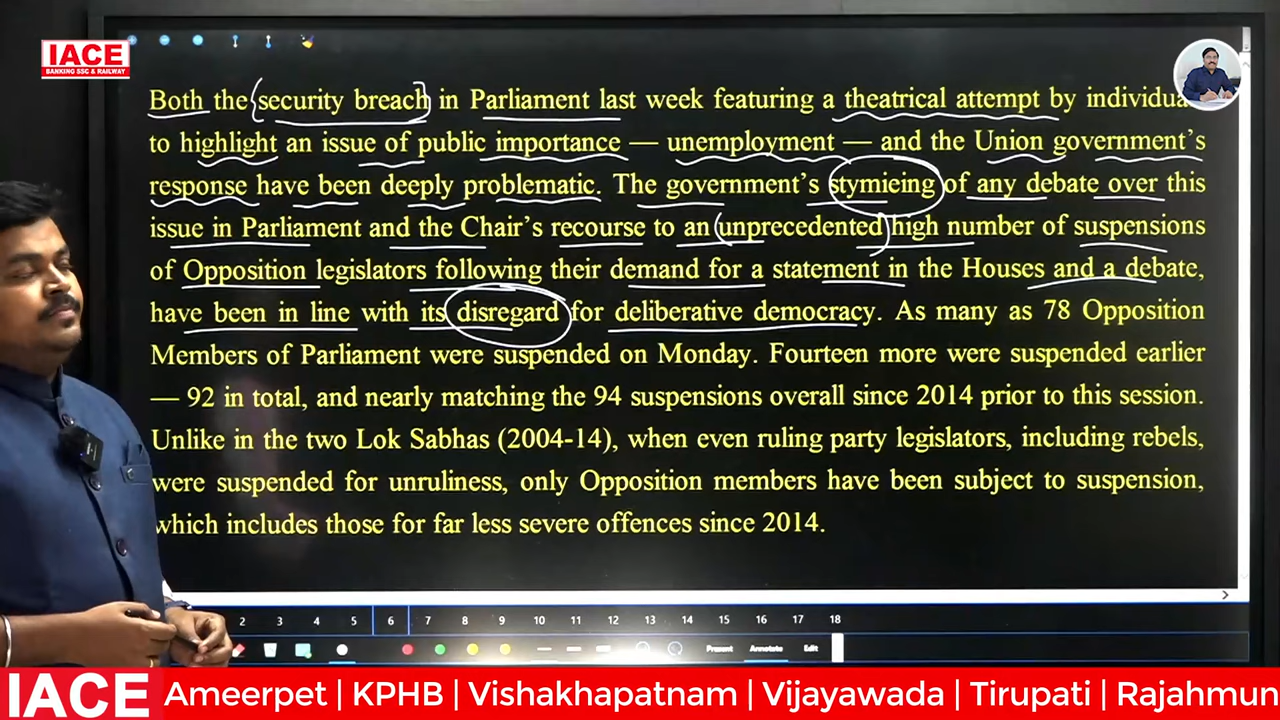 IACE
BANKING SSC & RAILWAY
Both the security breach in Parliament last week featuring a theatrical attempt by
to highlight an issue of public importance — unemployment — and the Union government's
response have been deeply problematic. The government's stymieing of any debate over this
issue in Parliament and the Chair's recourse to an unprecedented high number of suspensions
of Opposition legislators following their demand for a statement in the Houses and a debate,
have been in line with its disregard for deliberative democracy. As many as 78 Opposition
Members of Parliament were suspended on Monday. Fourteen more were suspended earlier
— 92 in total, and nearly matching the 94 suspensions overall since 2014 prior to this session.
Unlike in the two Lok Sabhas (2004-14), when even ruling party legislators, including rebels,
were suspended for unruliness, only Opposition members have been subject to suspension,
which includes those for far less severe offences since 2014.
2 3 4 5 6 7 8 9 10 11 12 13 14 15 16 17 18
Present Annotate Edit
IACE Ameerpet | KPHB | Vishakhapatnam | Vijayawada | Tirupati | Rajahmun